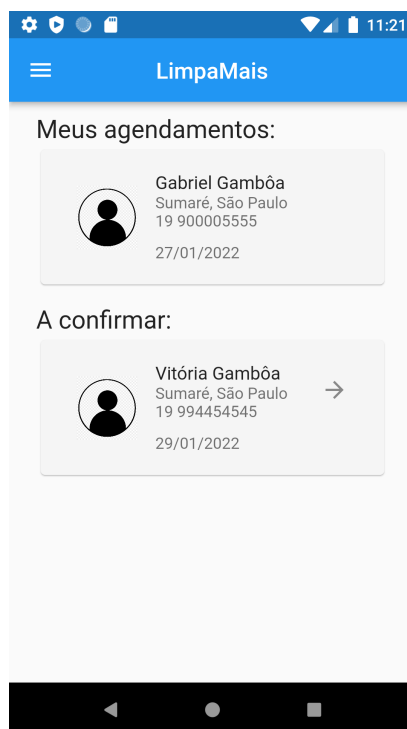 11:21
LimpaMais
Meus agendamentos:
Gabriel Gambôa
Sumaré, São Paulo
19 900005555
27/01/2022
A confirmar:
Vitória Gambôa
Sumaré, São Paulo
19 994454545
29/01/2022